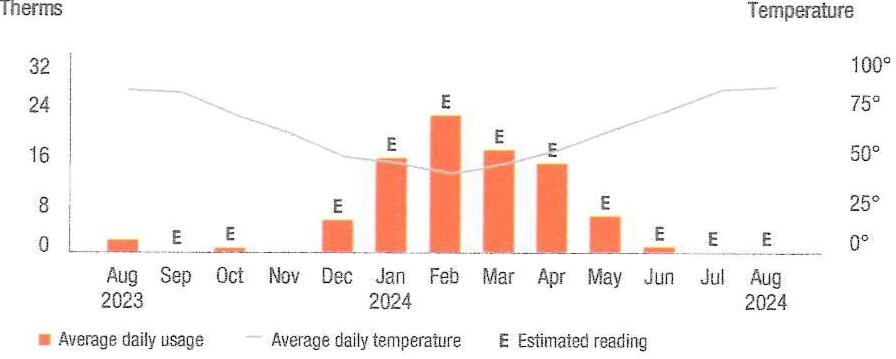 Therms Temperature
32 100°
24 75°
16 50°
8 25°
0 0°
E E E E E E E E E E E E
Aug Sep Oct Nov Dec Jan Feb Mar Apr May Jun Jul Aug
2023 2024 2024
Average daily usage Average daily temperature E Estimated reading